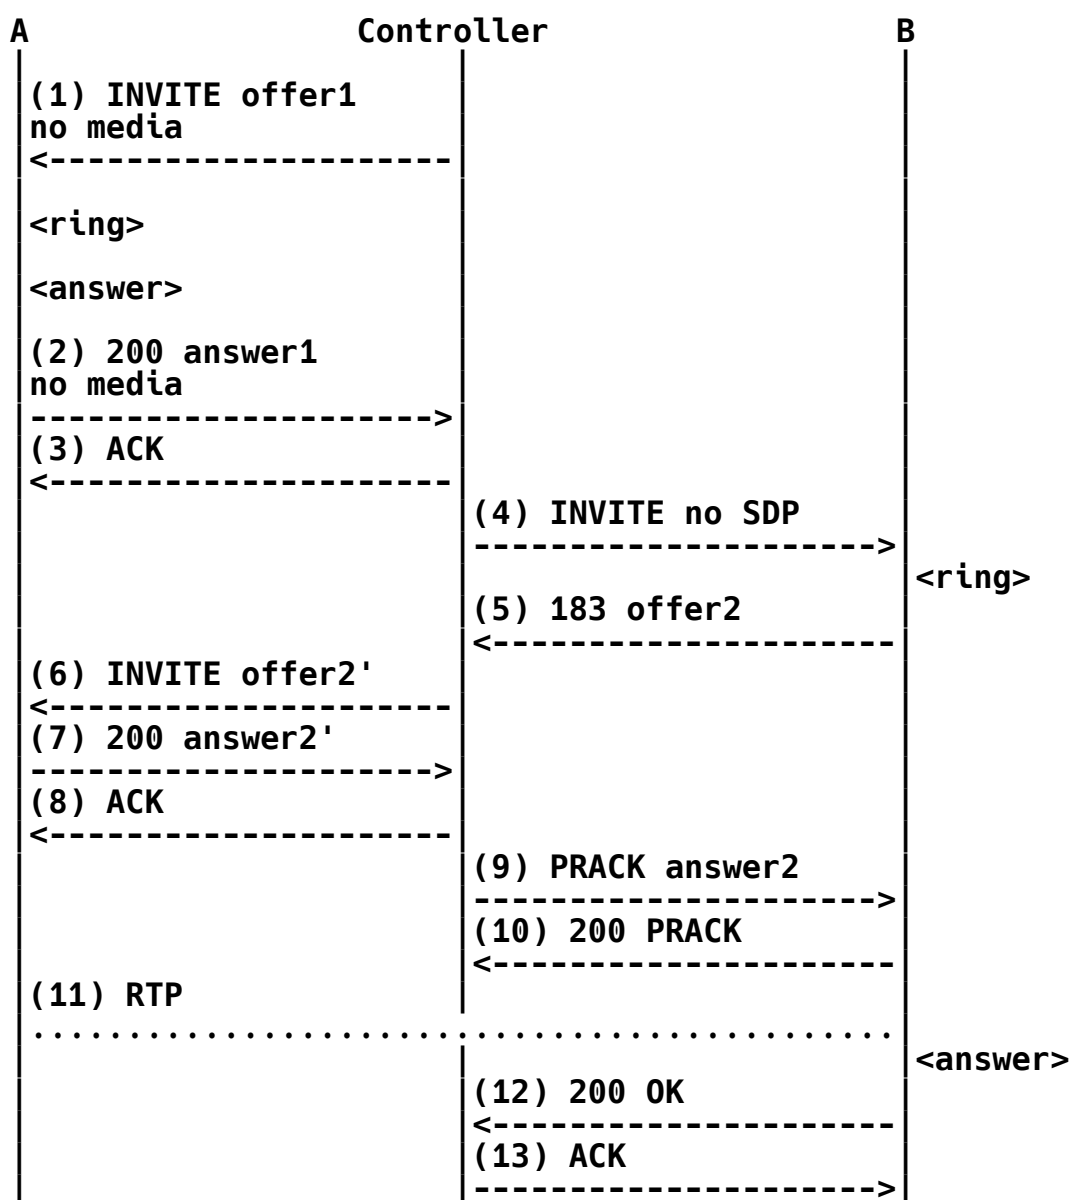 A Controller B
(1) INVITE offer1
no media
<---------------------
<ring>
<answer>
(2) 200 answer1
no media
--------------------->
(3) ACK
<---------------------
(4) INVITE no SDP
--------------------->
<ring>
(5) 183 offer2
<---------------------
(6) INVITE offer2'
<---------------------
(7) 200 answer2'
--------------------->
(8) ACK
<---------------------
(9) PRACK answer2
--------------------->
(10) 200 PRACK
<---------------------
(11) RTP
.............................................
<answer>
(12) 200 OK
<---------------------
(13) ACK
--------------------->